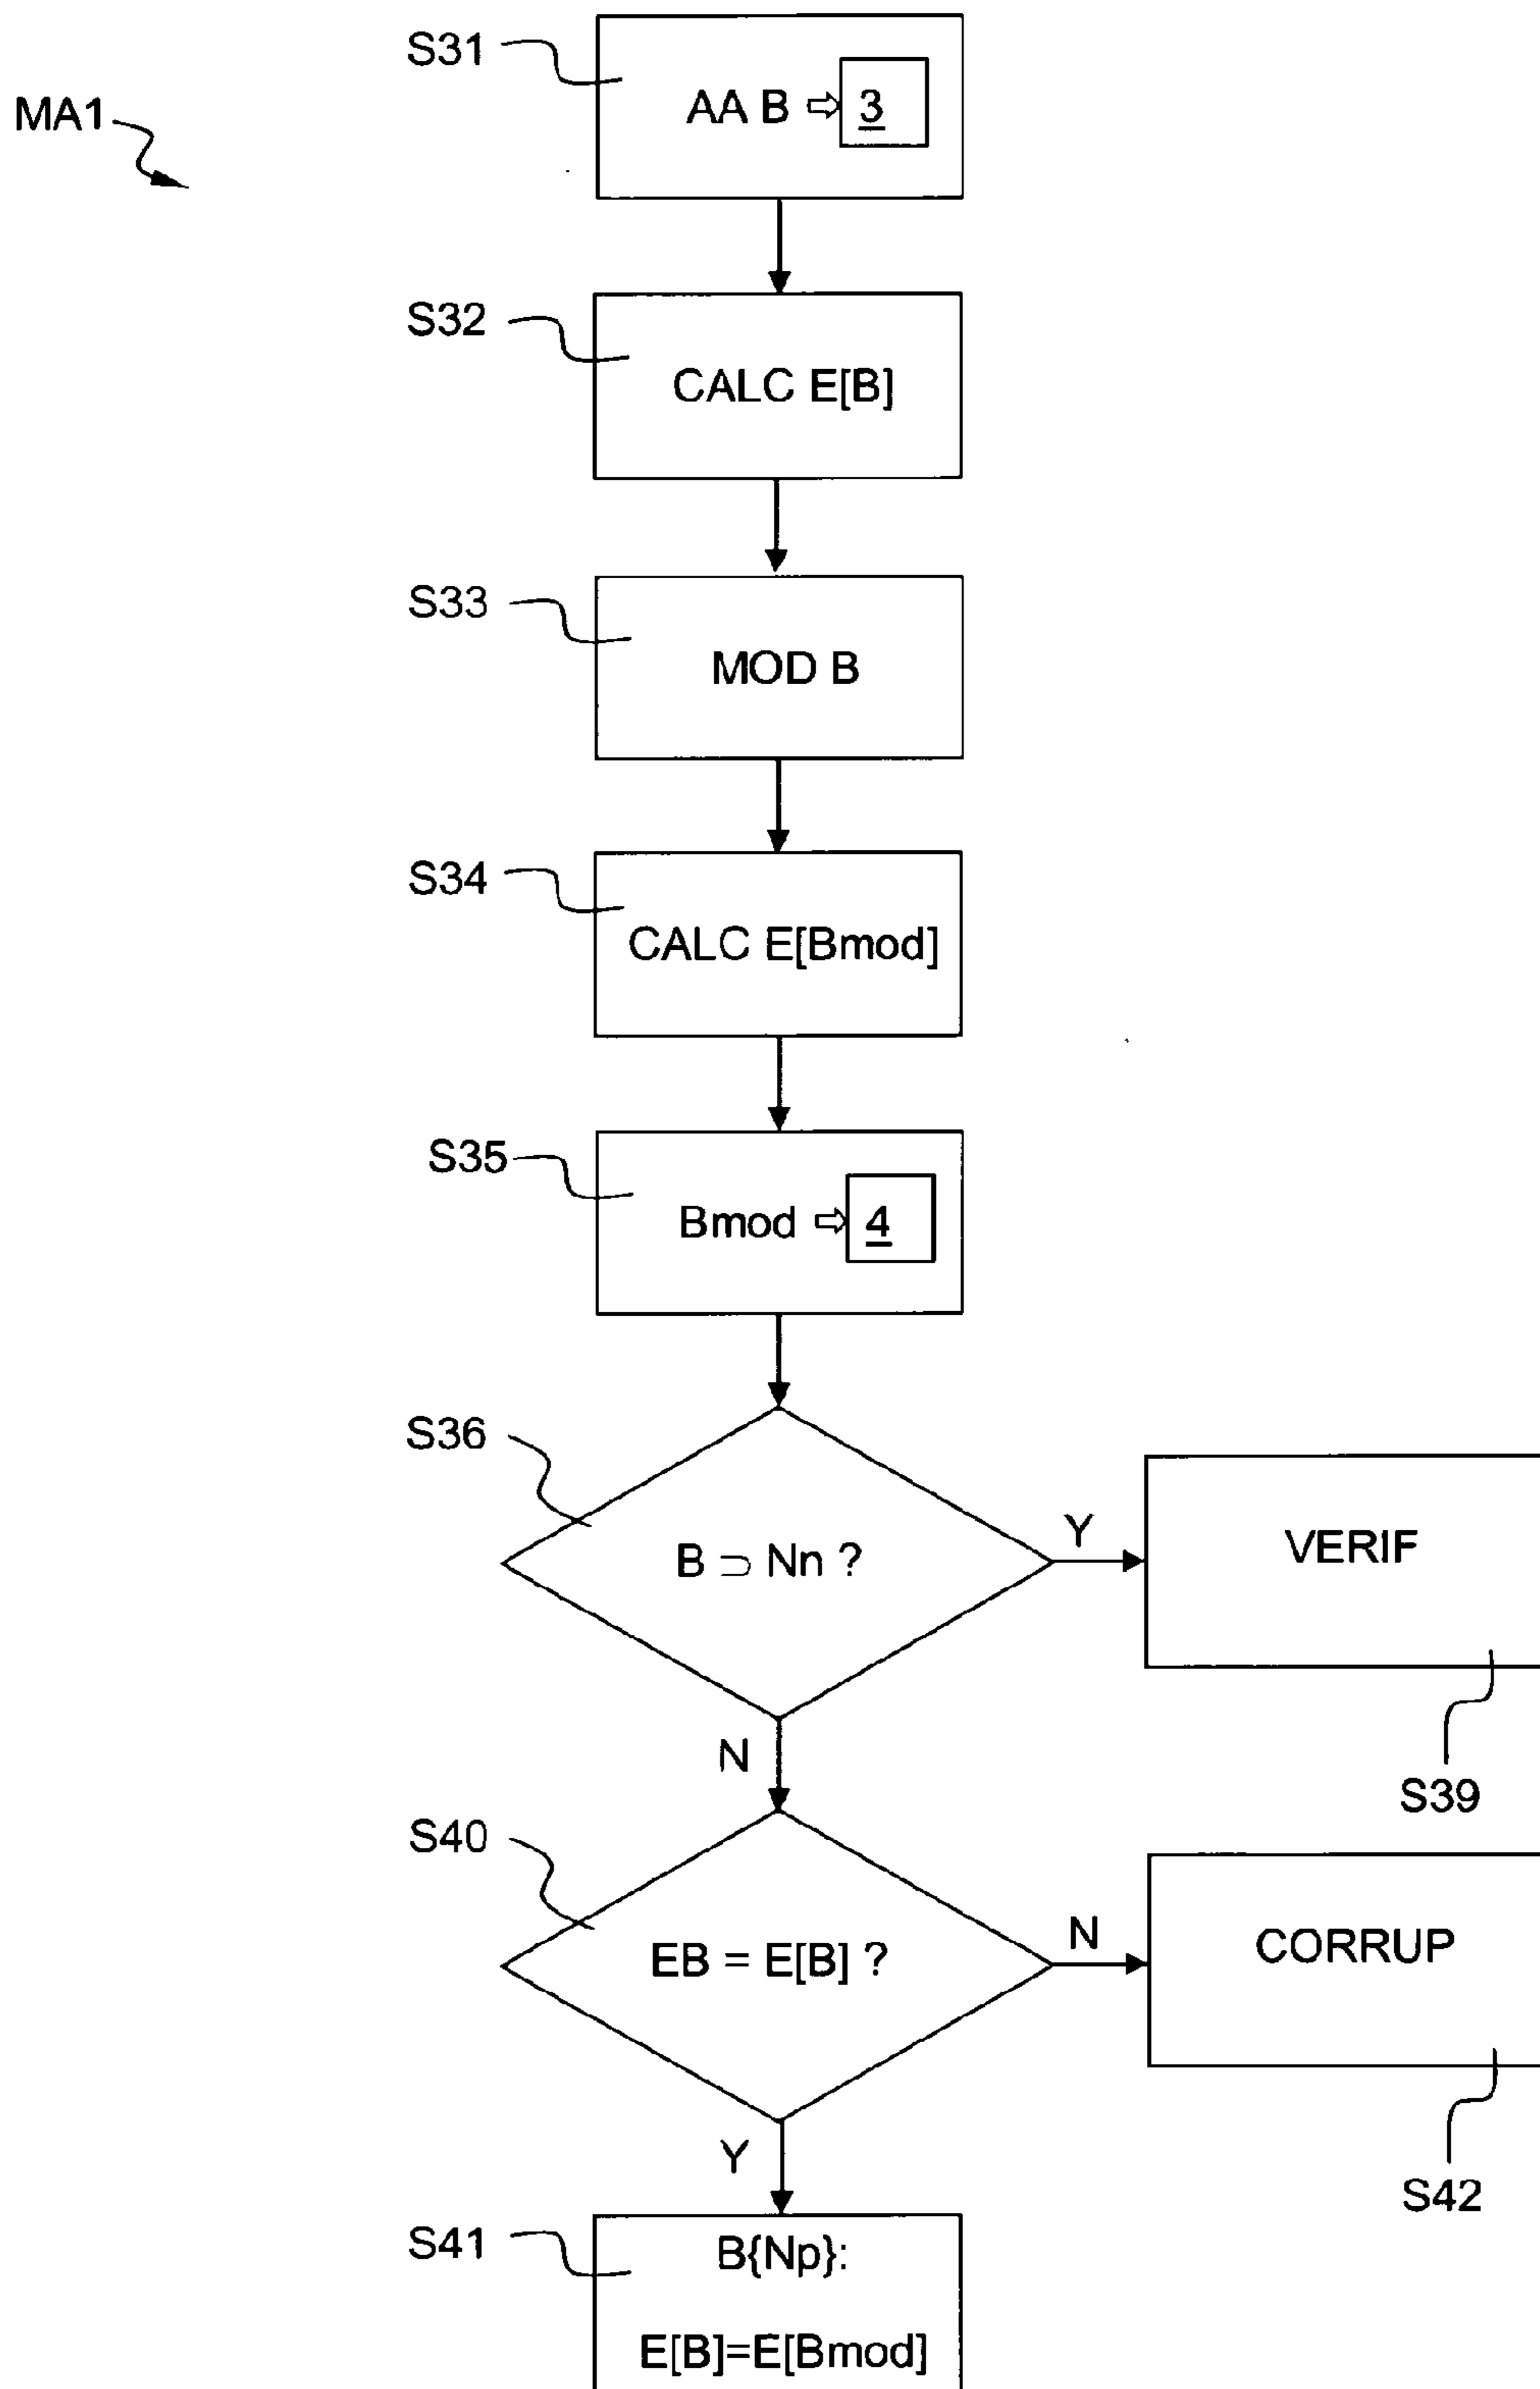 S31
MA1
AA B ⇨ 3
S32
CALC E[B]
S33
MOD B
S34
CALC E[Bmod]
S35
Bmod ⇨ 4
S36
B ⊃ Nn ?
Y
VERIF
N
S39
S40
EB = E[B] ?
N
CORRUP
Y
S42
S41
B{Np}:
E[B]=E[Bmod]